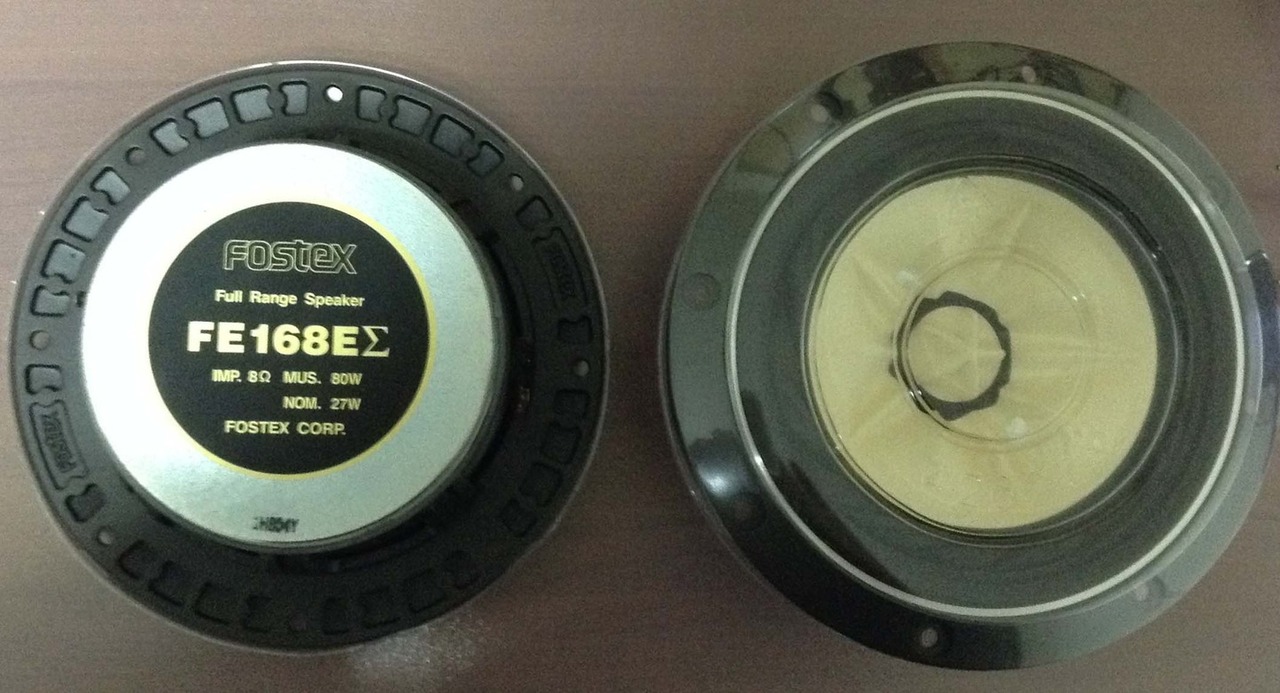 FOSTEX
Full Range Speaker
FE168EΣ
IMP. 8Ω MUS. 80W
NOM. 27W
FOSTEX CORP.